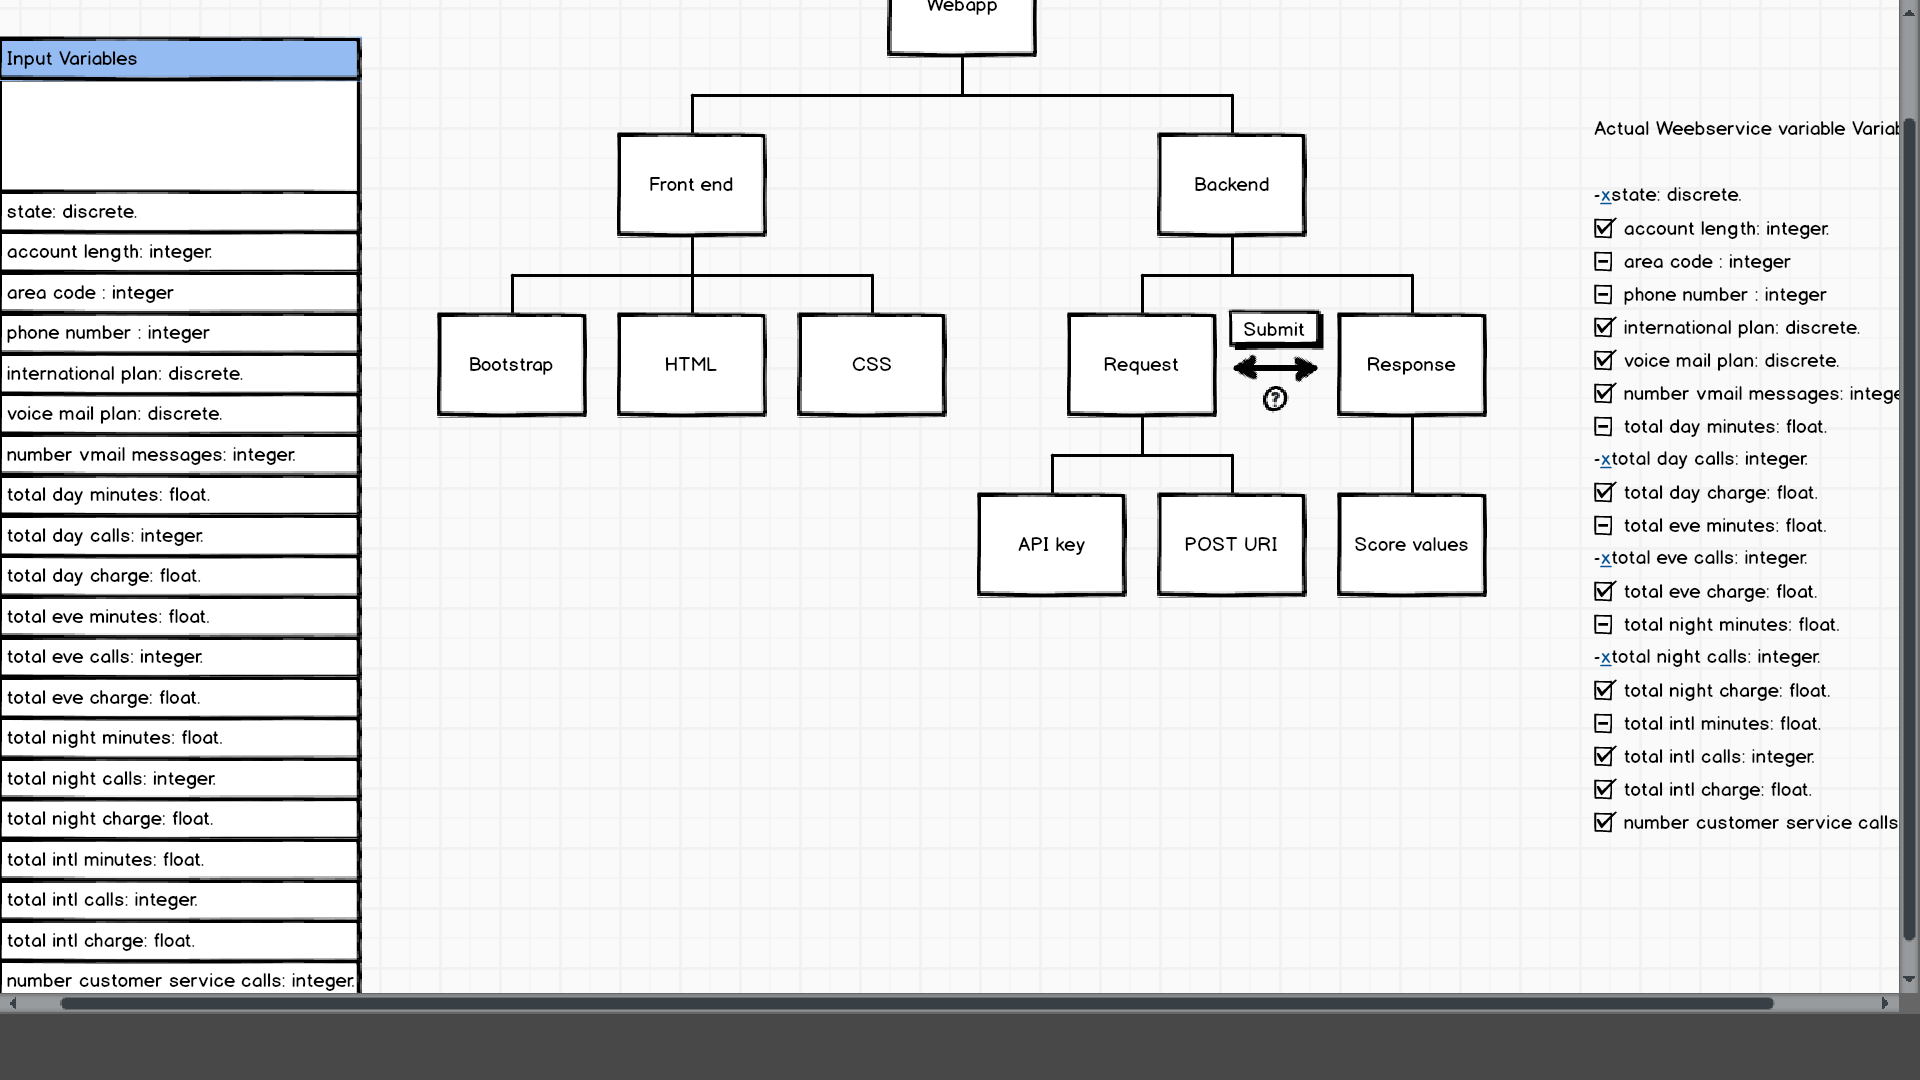 Webapp
Input Variables
state: discrete.
account length: integer.
area code : integer
phone number : integer
international plan: discrete.
voice mail plan: discrete.
number vmail messages: integer.
total day minutes: float.
total day calls: integer.
total day charge: float.
total eve minutes: float.
total eve calls: integer.
total eve charge: float.
total night minutes: float.
total night calls: integer.
total night charge: float.
total intl minutes: float.
total intl calls: integer.
total intl charge: float.
number customer service calls: integer.
Front end
Backend
Bootstrap
HTML
CSS
Request
Submit
?
Response
API key
POST URI
Score values
Actual Weebservice variable Variab
-xstate: discrete.
account length: integer.
area code : integer
phone number : integer
international plan: discrete.
voice mail plan: discrete.
number vmail messages: intege
total day minutes: float.
-xtotal day calls: integer.
total day charge: float.
total eve minutes: float.
-xtotal eve calls: integer.
total eve charge: float.
total night minutes: float.
-xtotal night calls: integer.
total night charge: float.
total intl minutes: float.
total intl calls: integer.
total intl charge: float.
number customer service calls